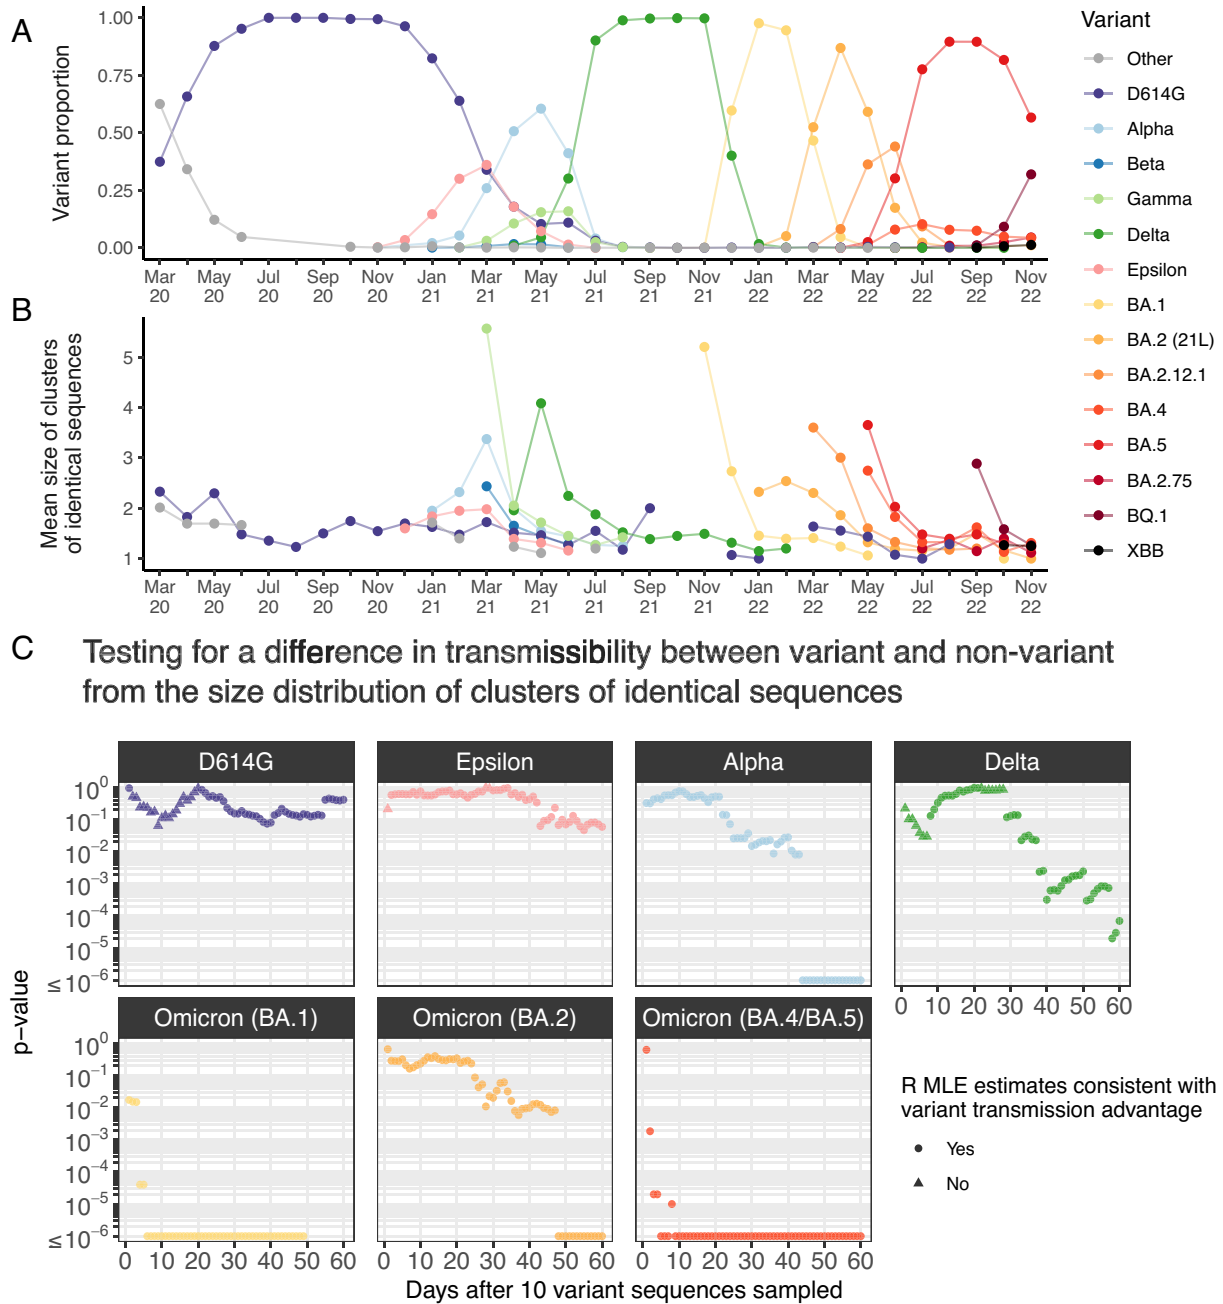 A
Variant proportion
1.00
0.75
0.50
0.25
0.00
Mar May Jul Sep Nov Jan Mar May Jul Sep Nov Jan Mar May Jul Sep Nov
20 20 20 20 20 21 21 21 21 21 21 22 22 22 22 22 22
Variant
Other
D614G
Alpha
Beta
Gamma
Delta
Epsilon
BA.1
BA.2 (21L)
BA.2.12.1
BA.4
BA.5
BA.2.75
BQ.1
XBB
B
Mean size of clusters
of identical sequences
5
4
3
2
1
Mar May Jul Sep Nov Jan Mar May Jul Sep Nov Jan Mar May Jul Sep Nov
20 20 20 20 20 21 21 21 21 21 21 22 22 22 22 22 22
C Testing for a difference in transmissibility between variant and non-variant
from the size distribution of clusters of identical sequences
p-value
D614G Epsilon Alpha Delta
10^0
10^-1
10^-2
10^-3
10^-4
10^-5
≤ 10^-6
0 10 20 30 40 50 60
Omicron (BA.1) Omicron (BA.2) Omicron (BA.4/BA.5)
10^0
10^-1
10^-2
10^-3
10^-4
10^-5
≤ 10^-6
0 10 20 30 40 50 60 0 10 20 30 40 50 60 0 10 20 30 40 50 60
Days after 10 variant sequences sampled
R MLE estimates consistent with
variant transmission advantage
Yes
No